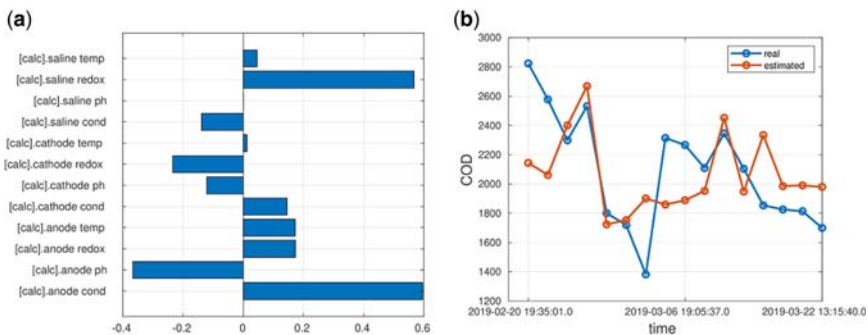 (a)
[calc].saline temp
[calc].saline redox
[calc].saline ph
[calc].saline cond
[calc].cathode temp
[calc].cathode redox
[calc].cathode ph
[calc].cathode cond
[calc].anode temp
[calc].anode redox
[calc].anode ph
[calc].anode cond
-0.4 -0.2 0 0.2 0.4 0.6
(b)
real
estimated
3000
2800
2600
2400
2200
2000
1800
1600
1400
1200
COD
2019-02-20 19:35:01.0 2019-03-06 19:05:37.0 2019-03-22 13:15:40.0
time